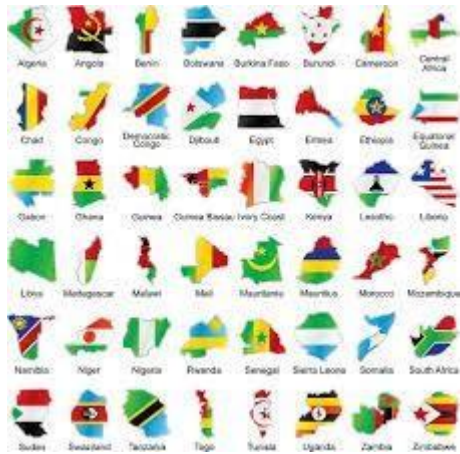 Algeria Angola Benin Botswana Burkina Faso Burundi Cameroon Central
Africa
Chad Congo Democratic
Congo Djibouti Egypt Eritrea Ethiopia Equatorial
Guinea
Gabon Ghana Guinea Guinea Bissau Ivory Coast Kenya Lesotho Liberia
Libya Madagascar Malawi Mali Mauritania Mauritius Morocco Mozambique
Namibia Niger Nigeria Rwanda Senegal Sierra Leone Somalia South Africa
Sudan Swaziland Tanzania Togo Tunisia Uganda Zambia Zimbabwe